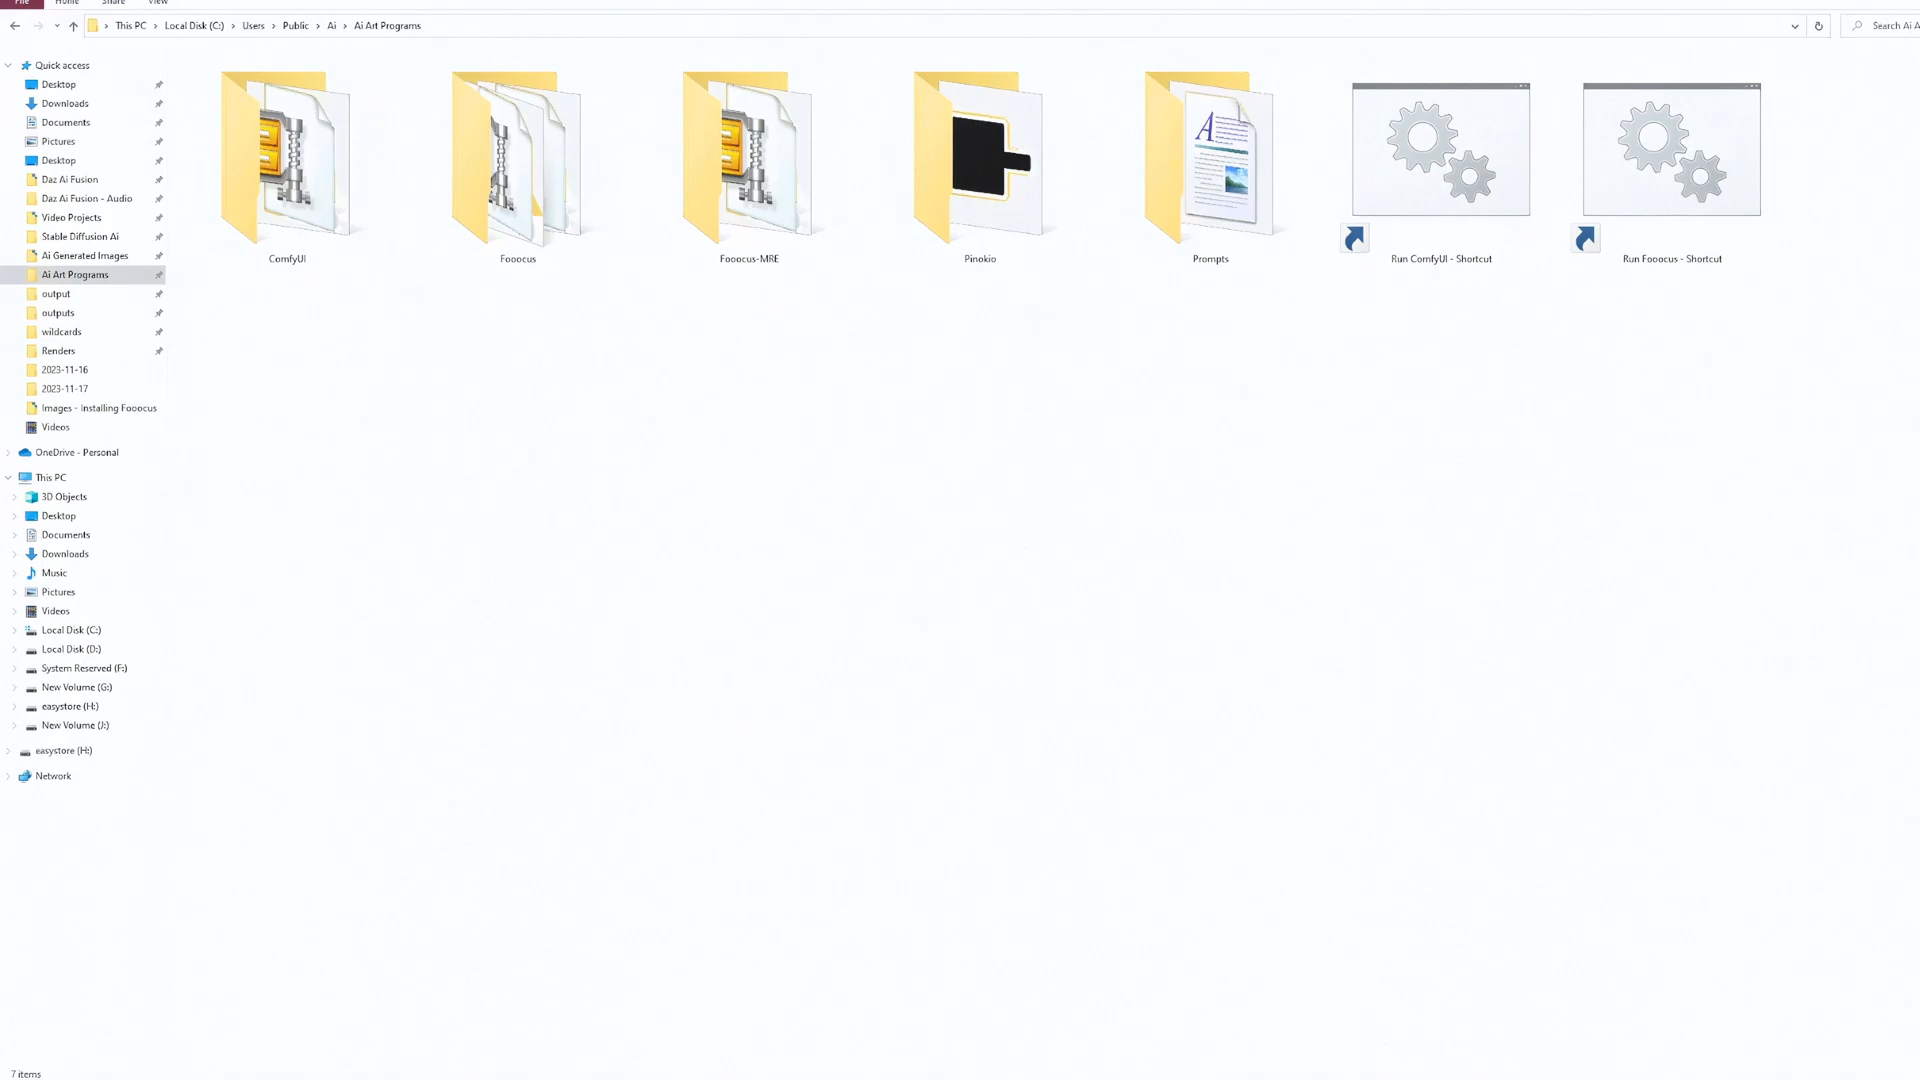 File Home Share View
This PC > Local Disk (C:) > Users > Public > Ai > Ai Art Programs
Search Ai A
Quick access
Desktop
Downloads
Documents
Pictures
Desktop
Daz Ai Fusion
Daz Ai Fusion - Audio
Video Projects
Stable Diffusion Ai
Ai Generated Images
Ai Art Programs
output
outputs
wildcards
Renders
2023-11-16
2023-11-17
Images - Installing Fooocus
Videos
OneDrive - Personal
This PC
3D Objects
Desktop
Documents
Downloads
Music
Pictures
Videos
Local Disk (C:)
Local Disk (D:)
System Reserved (F:)
New Volume (G:)
easystore (H:)
New Volume (J:)
easystore (H:)
Network
ComfyUI
Fooocus
Fooocus-MRE
Pinokio
Prompts
Run ComfyUI - Shortcut
Run Fooocus - Shortcut
7 items